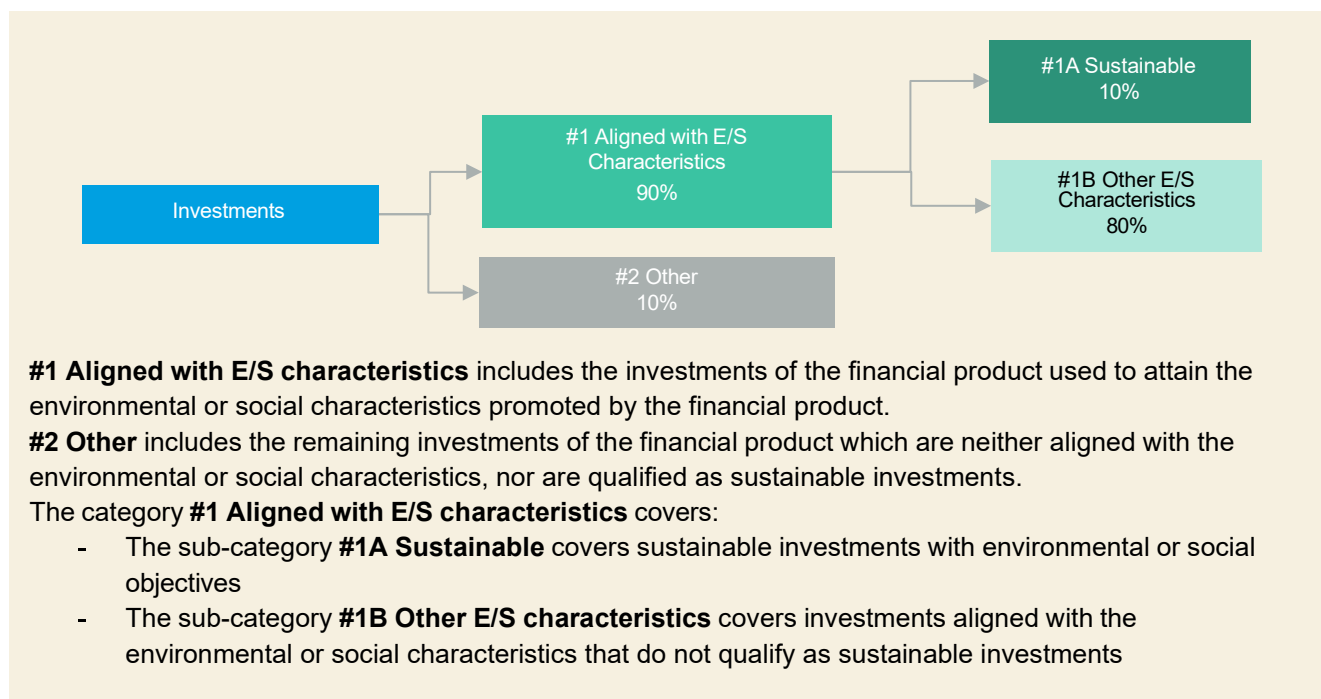 #1A Sustainable
10%
#1 Aligned with E/S
Characteristics
90%
#1B Other E/S
Characteristics
80%
Investments
#2 Other
10%
#1 Aligned with E/S characteristics includes the investments of the financial product used to attain the
environmental or social characteristics promoted by the financial product.
#2 Other includes the remaining investments of the financial product which are neither aligned with the
environmental or social characteristics, nor are qualified as sustainable investments.
The category #1 Aligned with E/S characteristics covers:
- The sub-category #1A Sustainable covers sustainable investments with environmental or social
objectives
- The sub-category #1B Other E/S characteristics covers investments aligned with the
environmental or social characteristics that do not qualify as sustainable investments